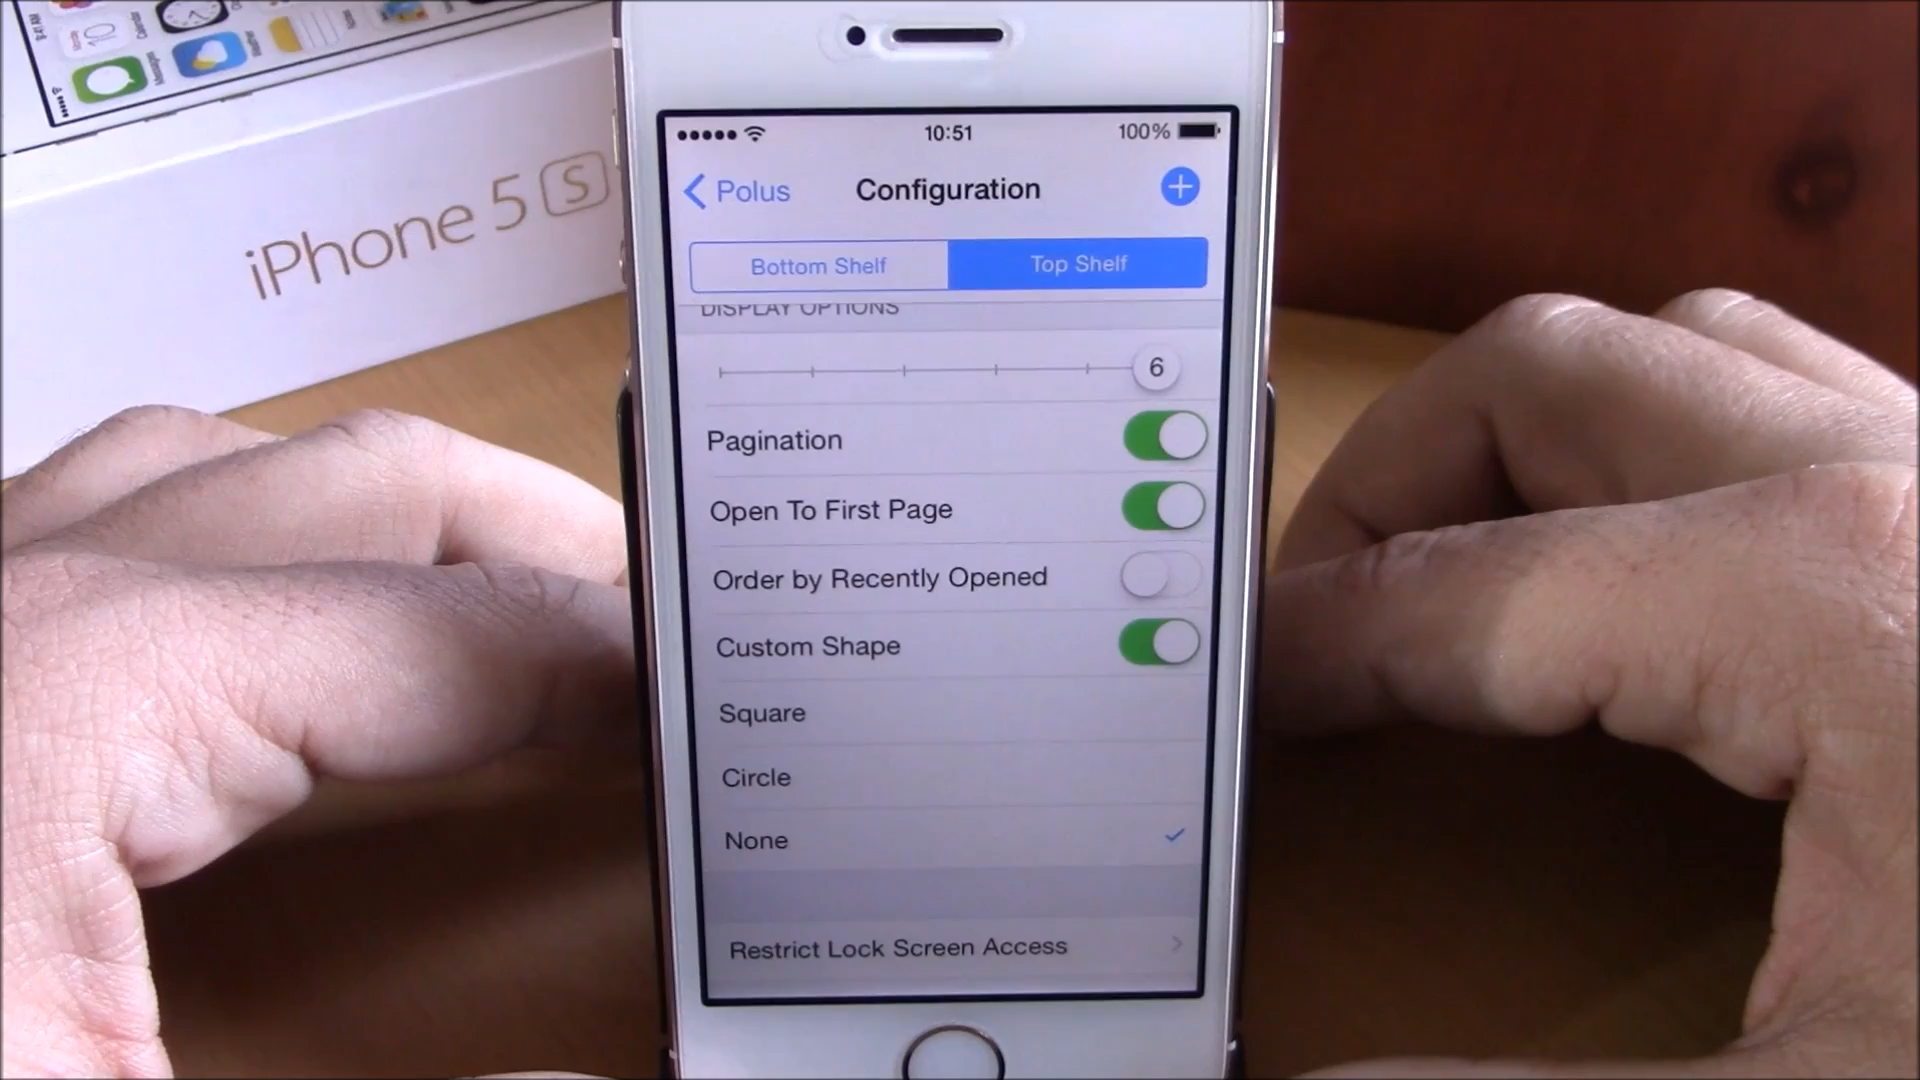 iPhone 5s
Messages
10:51
100%
Polus
Configuration
Bottom Shelf
Top Shelf
DISPLAY OPTIONS
6
Pagination
Open To First Page
Order by Recently Opened
Custom Shape
Square
Circle
None
Restrict Lock Screen Access